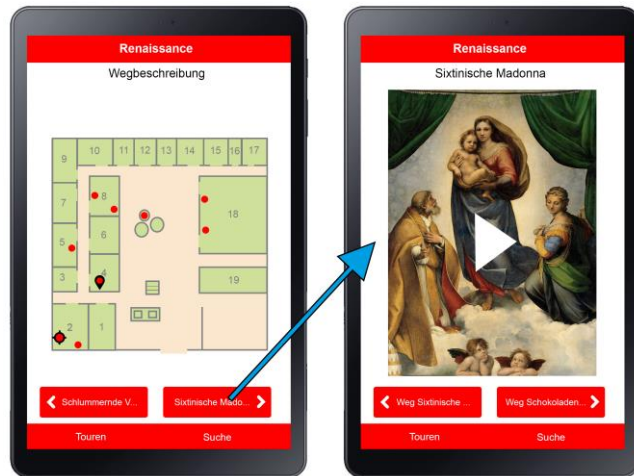 Renaissance
Wegbeschreibung
9
10
11
12
13
14
15
16
17
7
8
18
5
6
3
4
19
2
1
Schlummernde V...
Sixtinische Mado...
Touren
Suche
Renaissance
Sixtinische Madonna
Weg Sixtinische ...
Weg Schokoladen...
Touren
Suche